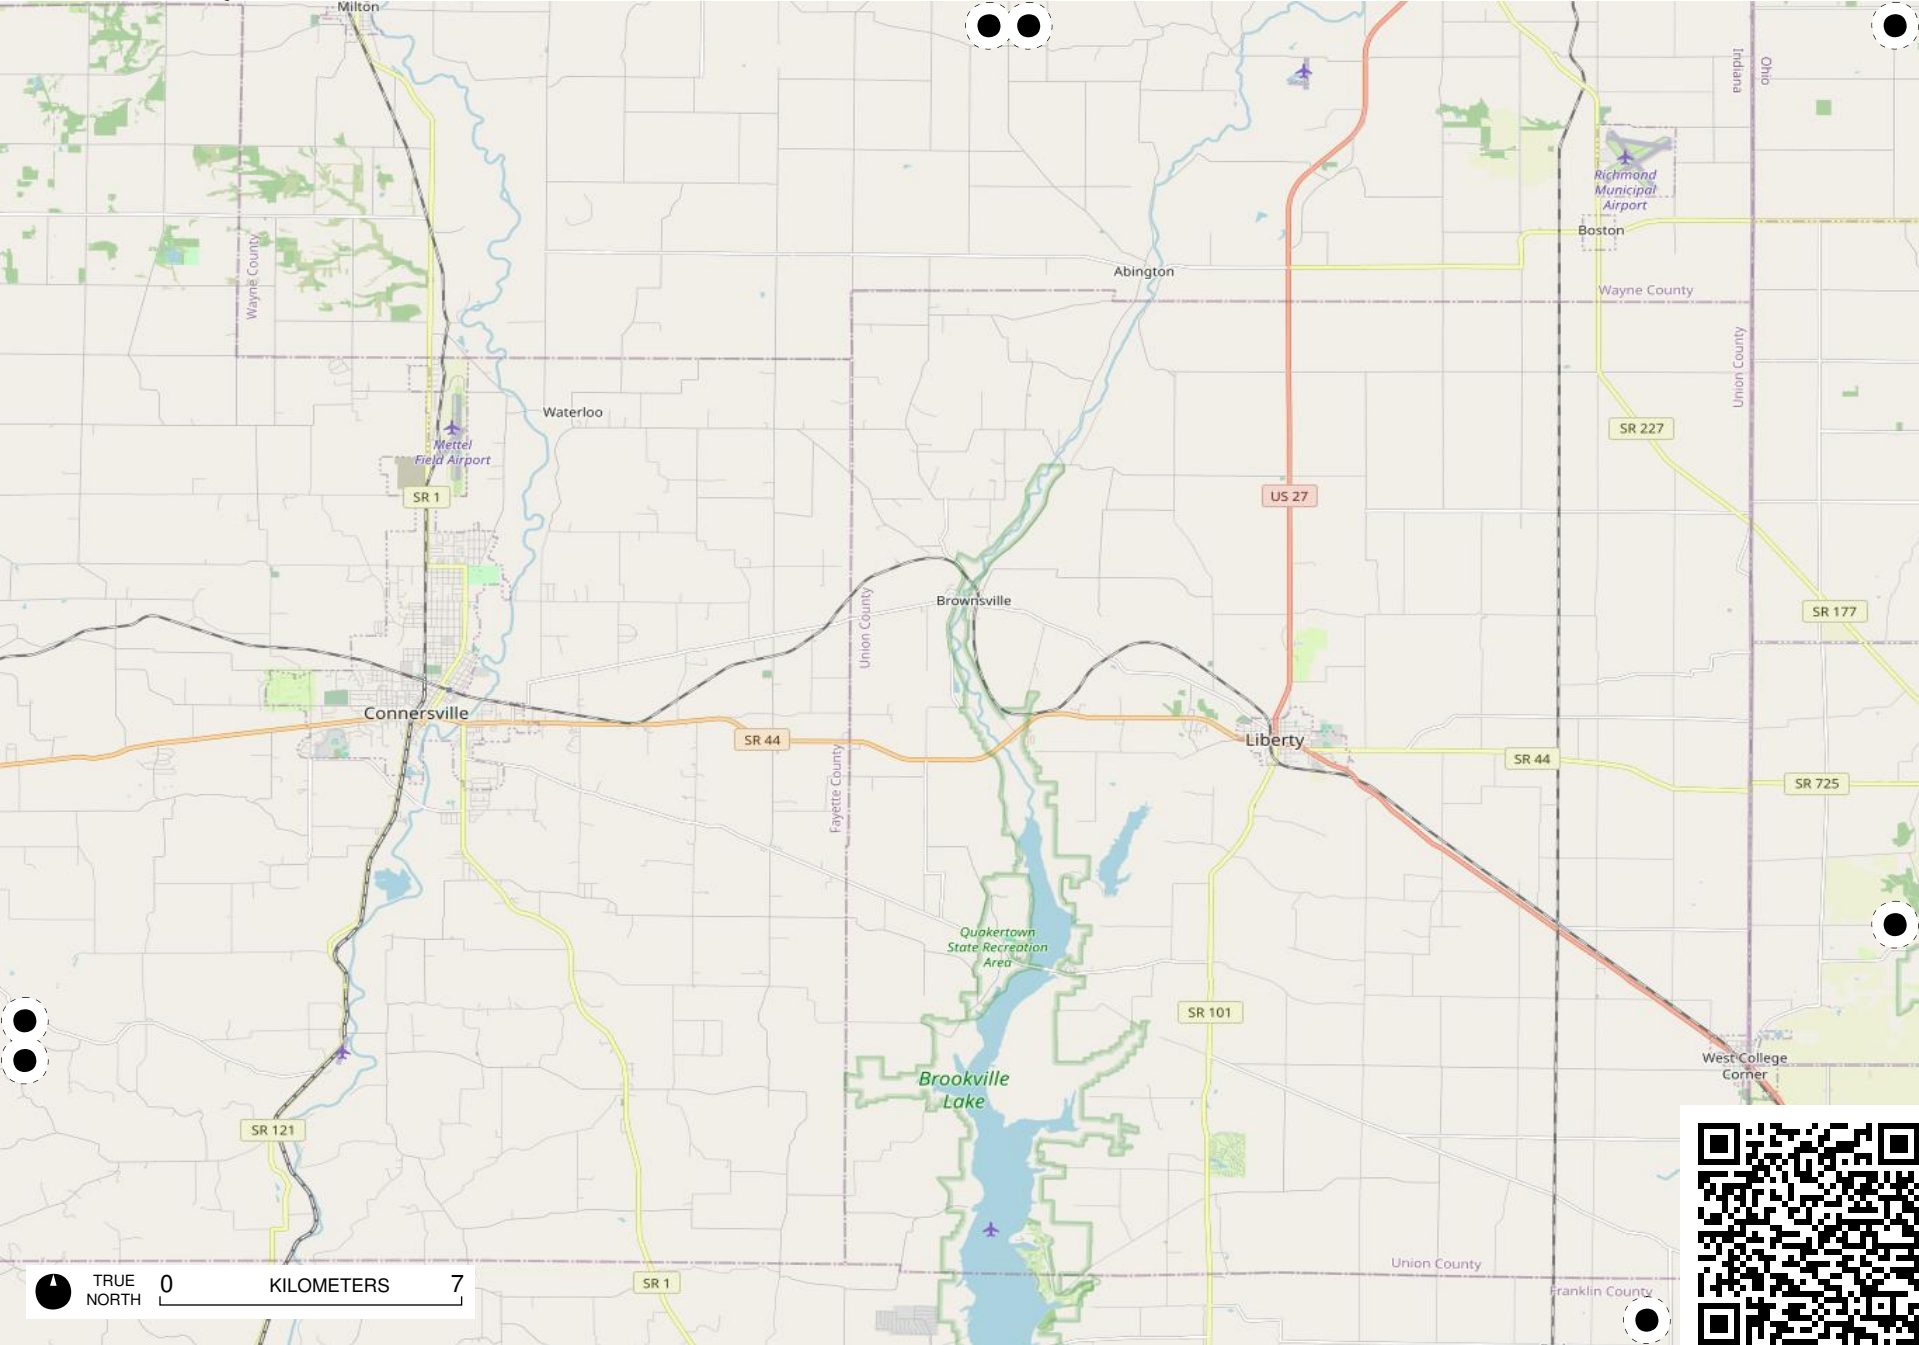 Milton
Indiana
Ohio
Richmond
Municipal
Airport
Boston
Wayne County
Abington
Wayne County
Union County
Waterloo
SR 227
Mettel
Field Airport
SR 1
US 27
Brownsville
SR 177
Union County
Connersville
SR 44
Liberty
SR 44
SR 725
Fayette County
Quakertown
State Recreation
Area
SR 101
West College
Corner
Brookville
Lake
SR 121
Union County
SR 1
Franklin County
TRUE
NORTH
0 KILOMETERS 7